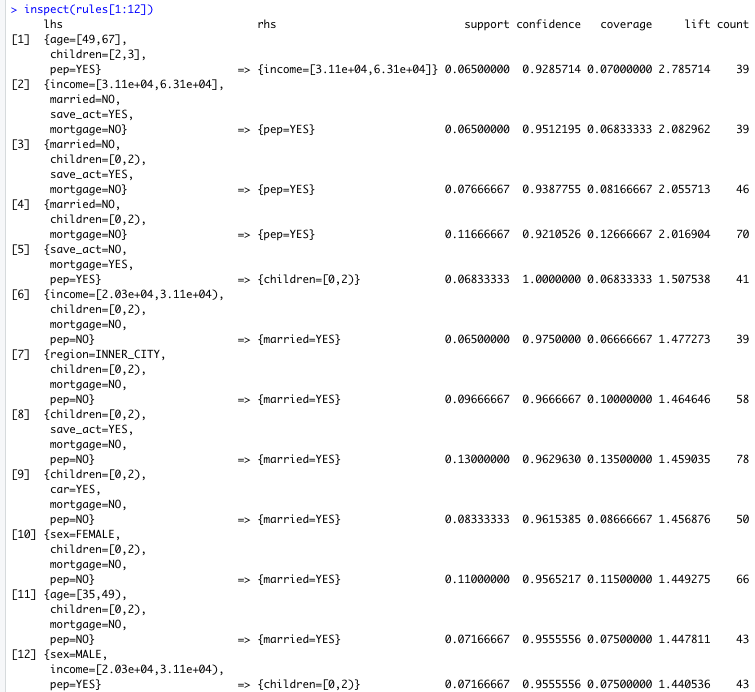 > inspect(rules[1:12])
lhs rhs support confidence coverage lift count
[1] {age=[49,67],
children=[2,3],
pep=YES} => {income=[3.11e+04,6.31e+04]} 0.06500000 0.9285714 0.07000000 2.785714 39
[2] {income=[3.11e+04,6.31e+04],
married=NO,
save_act=YES,
mortgage=NO} => {pep=YES} 0.06500000 0.9512195 0.06833333 2.082962 39
[3] {married=NO,
children=[0,2),
save_act=YES,
mortgage=NO} => {pep=YES} 0.07666667 0.9387755 0.08166667 2.055713 46
[4] {married=NO,
children=[0,2),
mortgage=NO} => {pep=YES} 0.11666667 0.9210526 0.12666667 2.016904 70
[5] {save_act=NO,
mortgage=YES,
pep=YES} => {children=[0,2)} 0.06833333 1.0000000 0.06833333 1.507538 41
[6] {income=[2.03e+04,3.11e+04),
children=[0,2),
mortgage=NO,
pep=NO} => {married=YES} 0.06500000 0.9750000 0.06666667 1.477273 39
[7] {region=INNER_CITY,
children=[0,2),
mortgage=NO,
pep=NO} => {married=YES} 0.09666667 0.9666667 0.10000000 1.464646 58
[8] {children=[0,2),
save_act=YES,
mortgage=NO,
pep=NO} => {married=YES} 0.13000000 0.9629630 0.13500000 1.459035 78
[9] {children=[0,2),
car=YES,
mortgage=NO,
pep=NO} => {married=YES} 0.08333333 0.9615385 0.08666667 1.456876 50
[10] {sex=FEMALE,
children=[0,2),
mortgage=NO,
pep=NO} => {married=YES} 0.11000000 0.9565217 0.11500000 1.449275 66
[11] {age=[35,49),
children=[0,2),
mortgage=NO,
pep=NO} => {married=YES} 0.07166667 0.9555556 0.07500000 1.447811 43
[12] {sex=MALE,
income=[2.03e+04,3.11e+04),
pep=YES} => {children=[0,2)} 0.07166667 0.9555556 0.07500000 1.440536 43